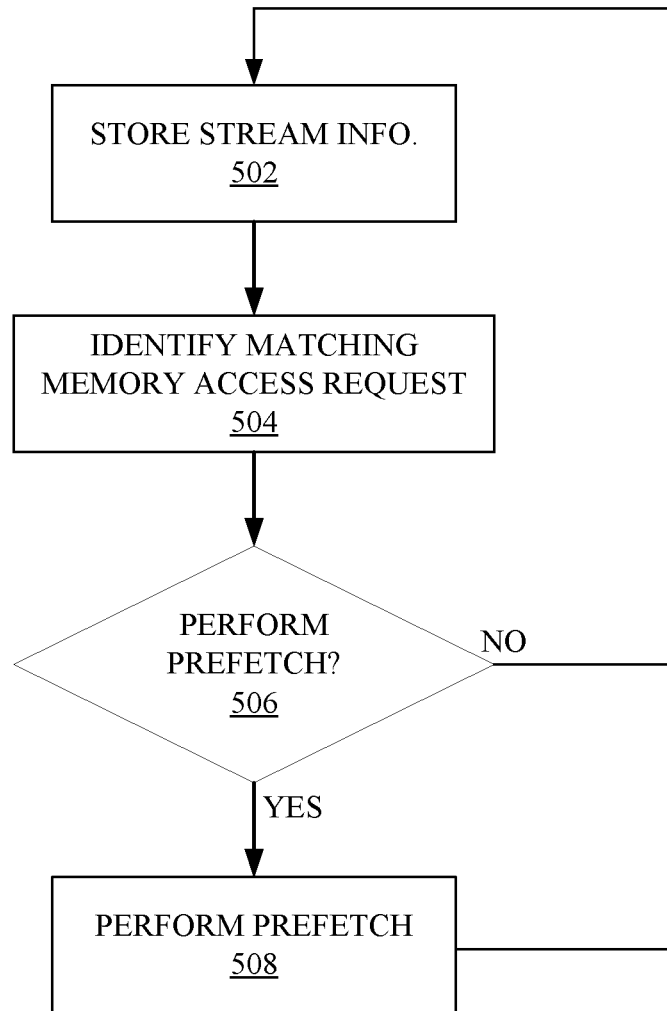 STORE STREAM INFO.
502
IDENTIFY MATCHING
MEMORY ACCESS REQUEST
504
PERFORM
PREFETCH?
506
NO
YES
PERFORM PREFETCH
508